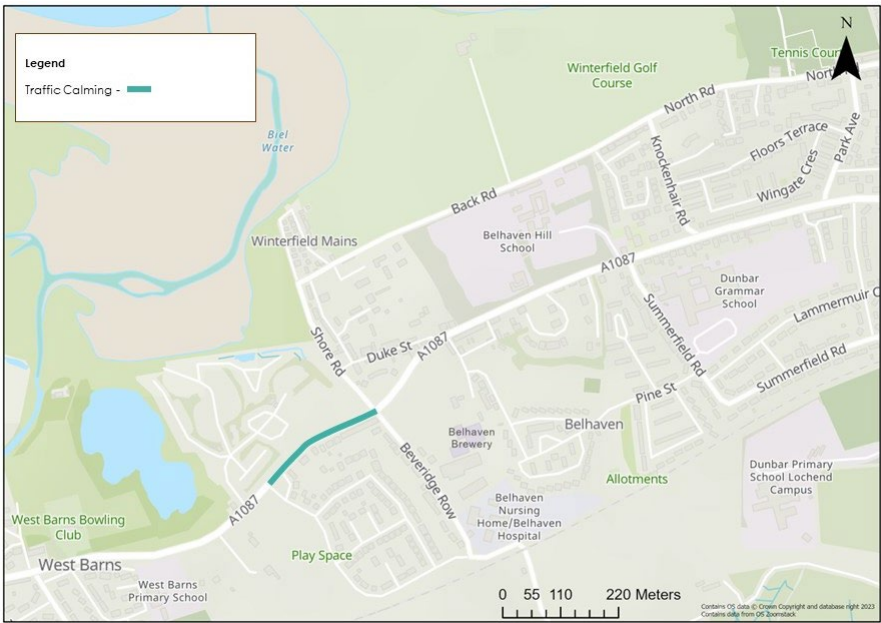 N
Legend
Traffic Calming -
Tennis Cour
North
Winterfield Golf
Course
North Rd
Biel
Water
Knockenhair Rd
Floors Terrace
Park Ave
Wingate Cres
Back Rd
Winterfield Mains
Belhaven Hill
School
A1087
Dunbar
Grammar
School
Lammermuir C
Summerfield Rd
Shore Rd
Duke St
A1087
Summerfield Rd
Pine St
Belhaven
Belhaven
Brewery
Beveridge Row
Dunbar Primary
School Lochend
Campus
Allotments
Belhaven
Nursing
Home/Belhaven
Hospital
A1087
West Barns Bowling
Club
Play Space
West Barns
West Barns
Primary School
0 55 110 220 Meters
Contains OS data © Crown Copyright and database right 2023
Contains data from OS Zoomstack